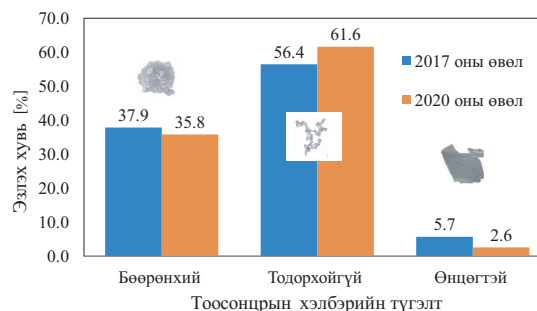 Эзлэх хувь [%]
70.0
60.0
50.0
40.0
30.0
20.0
10.0
0.0
37.9
35.8
56.4
61.6
5.7
2.6
2017 оны өвөл
2020 оны өвөл
Бөөрөнхий
Тодорхойгүй
Өнцөгтэй
Тоосонцрын хэлбэрийн түгэлт